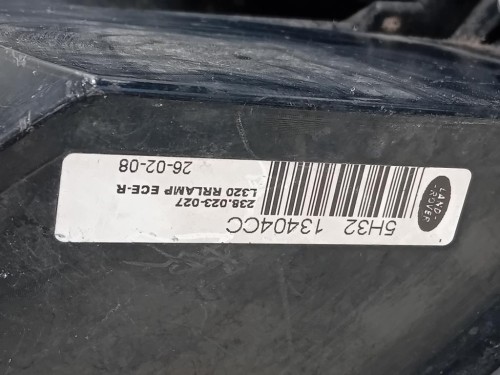 LAND-
ROVER
5H32 13404CC
238.023-027
L320 RRLAMP ECE-R
26-02-08